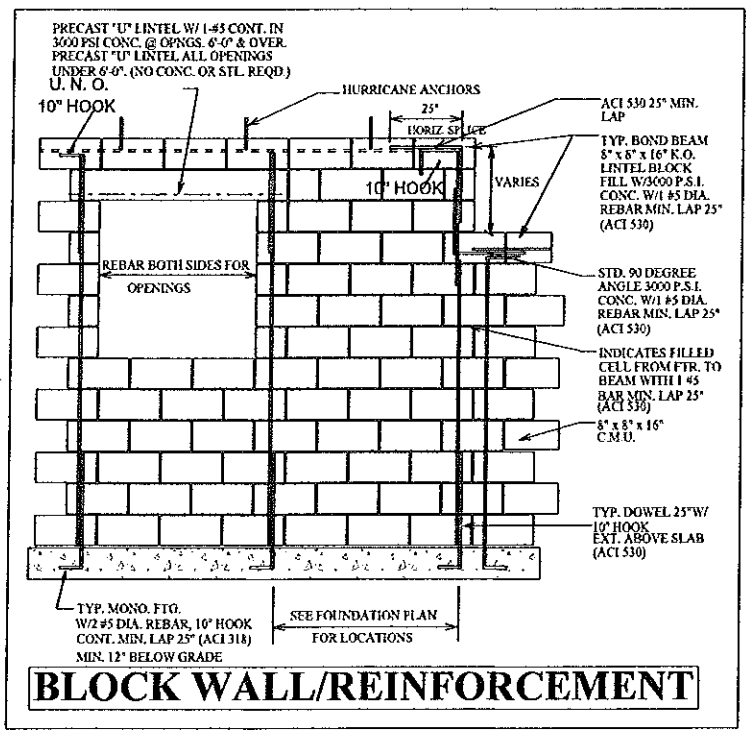 PRECAST "U" LINTEL W/ 1-#5 CONT. IN
3000 PSI CONC. @ OPNGS. 6'-0" & OVER.
PRECAST "U" LINTEL ALL OPENINGS
UNDER 6'-0". (NO CONC. OR STL. REQD.)
U. N. O.
10" HOOK
HURRICANE ANCHORS
25"
HORIZ. SPLICE
ACI 530 25" MIN.
LAP
TYP. BOND BEAM
8" x 8" x 16" K.O.
LINTEL BLOCK
FILL W/3000 P.S.I.
CONC. W/1 #5 DIA.
REBAR MIN. LAP 25"
(ACI 530)
10" HOOK
VARIES
REBAR BOTH SIDES FOR
OPENINGS
STD. 90 DEGREE
ANGLE 3000 P.S.I.
CONC. W/1 #5 DIA.
REBAR MIN. LAP 25"
(ACI 530)
INDICATES FILLED
CELL FROM FTR. TO
BEAM WITH 1 #5
BAR MIN. LAP 25"
(ACI 530)
8" x 8" x 16"
C.M.U.
TYP. DOWEL 25"W/
10" HOOK
EXT. ABOVE SLAB
(ACI 530)
TYP. MONO. FTG.
W/2 #5 DIA. REBAR, 10" HOOK
CONT. MIN. LAP 25" (ACI 318)
MIN. 12" BELOW GRADE
SEE FOUNDATION PLAN
FOR LOCATIONS
BLOCK WALL/REINFORCEMENT